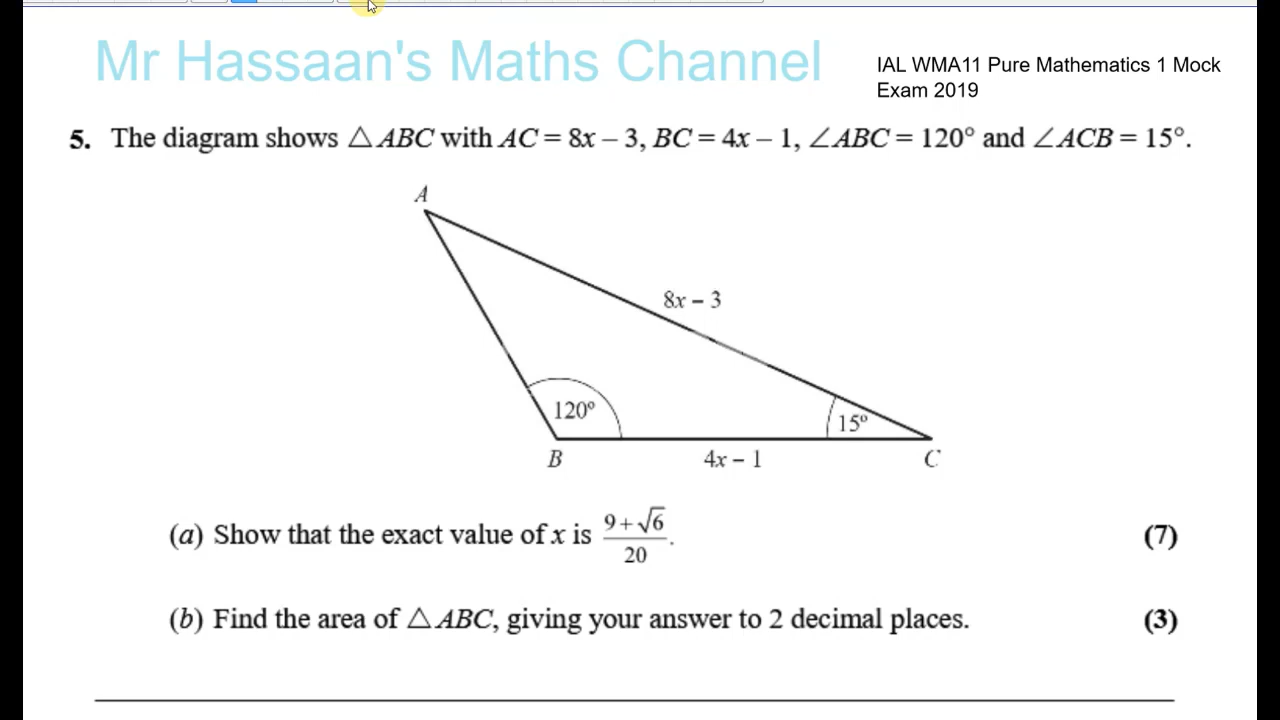 Mr Hassaan's Maths Channel
IAL WMA11 Pure Mathematics 1 Mock
Exam 2019
5. The diagram shows △ABC with AC = 8x – 3, BC = 4x – 1, ∠ABC = 120° and ∠ACB = 15°.
A
8x – 3
120º
15º
B
4x – 1
C
(a) Show that the exact value of x is (9+√6)/20. (7)
(b) Find the area of △ABC, giving your answer to 2 decimal places. (3)